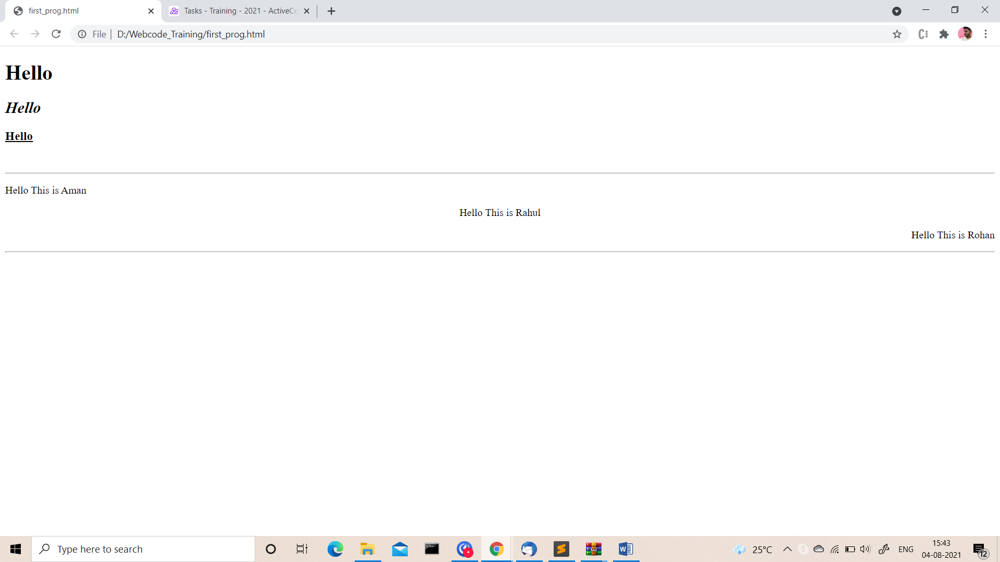 first_prog.html
Tasks - Training - 2021 - ActiveCo
File
D:/Webcode_Training/first_prog.html
Hello
Hello
Hello
Hello This is Aman
Hello This is Rahul
Hello This is Rohan
Type here to search
25°C
ENG
15:43
04-08-2021
12